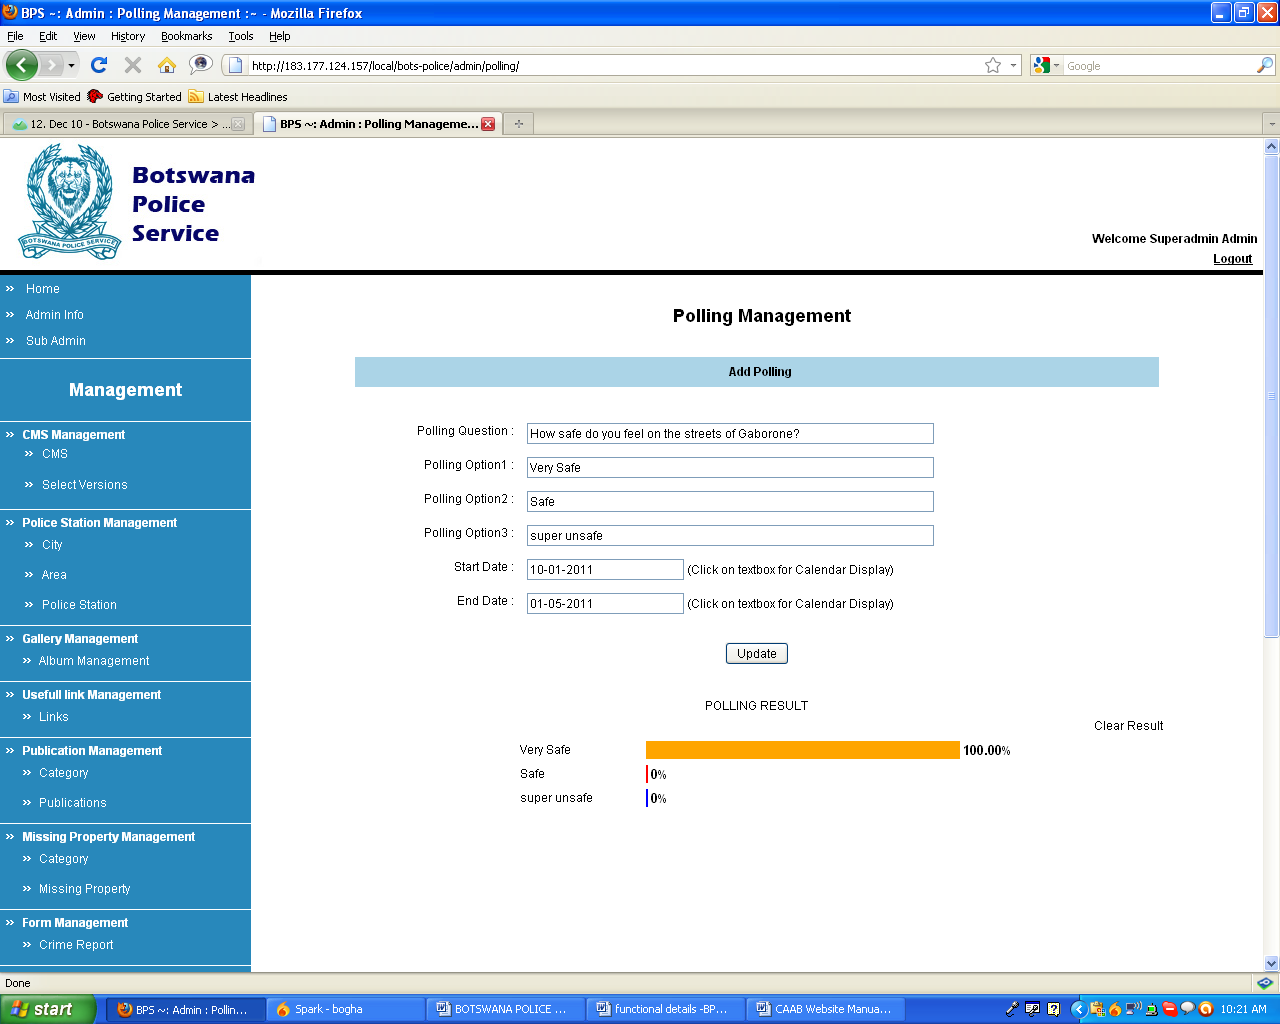 BPS ~: Admin : Polling Management :~ - Mozilla Firefox
File Edit View History Bookmarks Tools Help
http://183.177.124.157/local/bots-police/admin/polling/
Google
Most Visited Getting Started Latest Headlines
12. Dec 10 - Botswana Police Service > ...
BPS ~: Admin : Polling Manageme...
BOTSWANA POLICE SERVICE
Botswana
Police
Service
Welcome Superadmin Admin
Logout
Home
Admin Info
Sub Admin
Management
CMS Management
CMS
Select Versions
Police Station Management
City
Area
Police Station
Gallery Management
Album Management
Usefull link Management
Links
Publication Management
Category
Publications
Missing Property Management
Category
Missing Property
Form Management
Crime Report
Polling Management
Add Polling
Polling Question : How safe do you feel on the streets of Gaborone?
Polling Option1 : Very Safe
Polling Option2 : Safe
Polling Option3 : super unsafe
Start Date : 10-01-2011 (Click on textbox for Calendar Display)
End Date : 01-05-2011 (Click on textbox for Calendar Display)
Update
POLLING RESULT
Clear Result
Very Safe 100.00%
Safe 0%
super unsafe 0%
Done
start
BPS ~: Admin : Pollin...
Spark - bogha
BOTSWANA POLICE ...
functional details -BP...
CAAB Website Manua...
10:21 AM